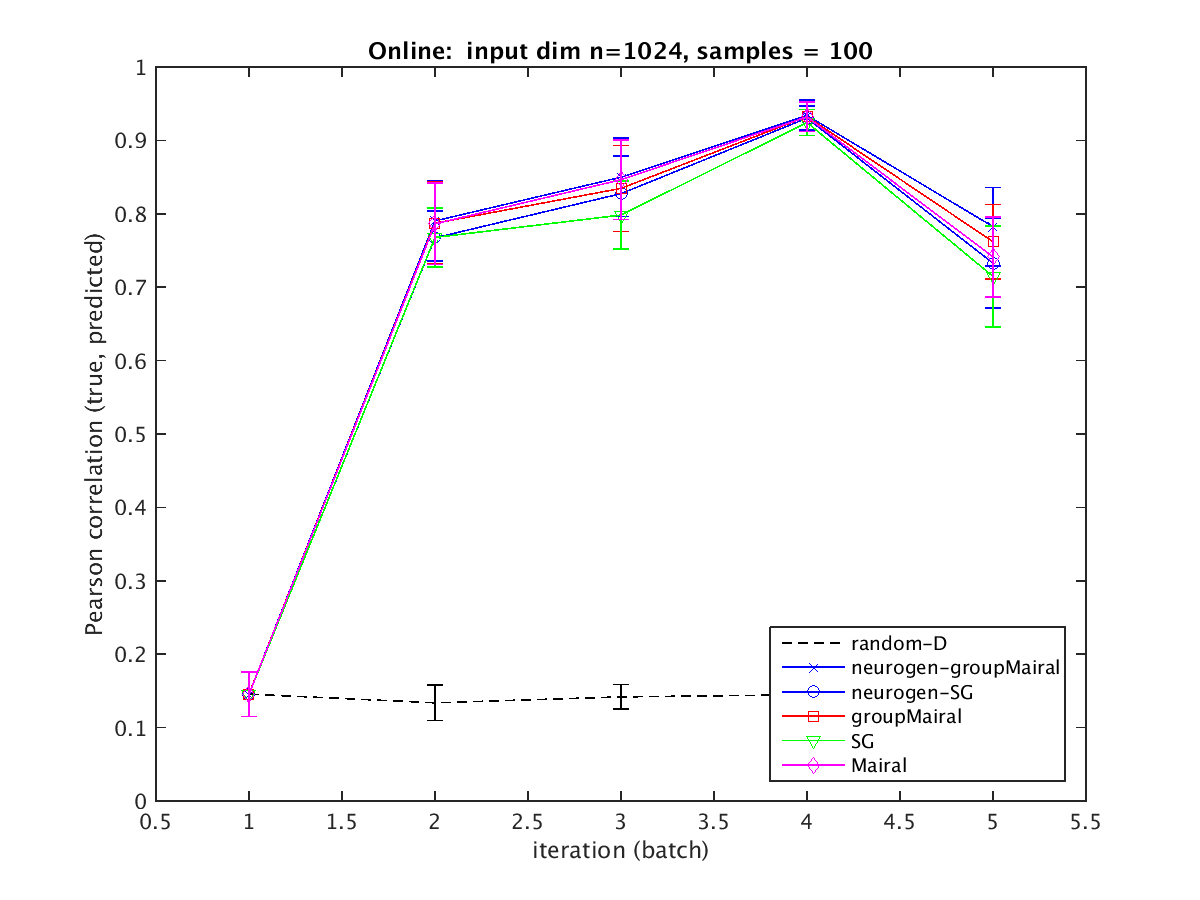 Online:  input dim n=1024, samples = 100
Pearson correlation (true, predicted)
1
0.9
0.8
0.7
0.6
0.5
0.4
0.3
0.2
0.1
0
0.5 1 1.5 2 2.5 3 3.5 4 4.5 5 5.5
iteration (batch)
random-D
neurogen-groupMairal
neurogen-SG
groupMairal
SG
Mairal